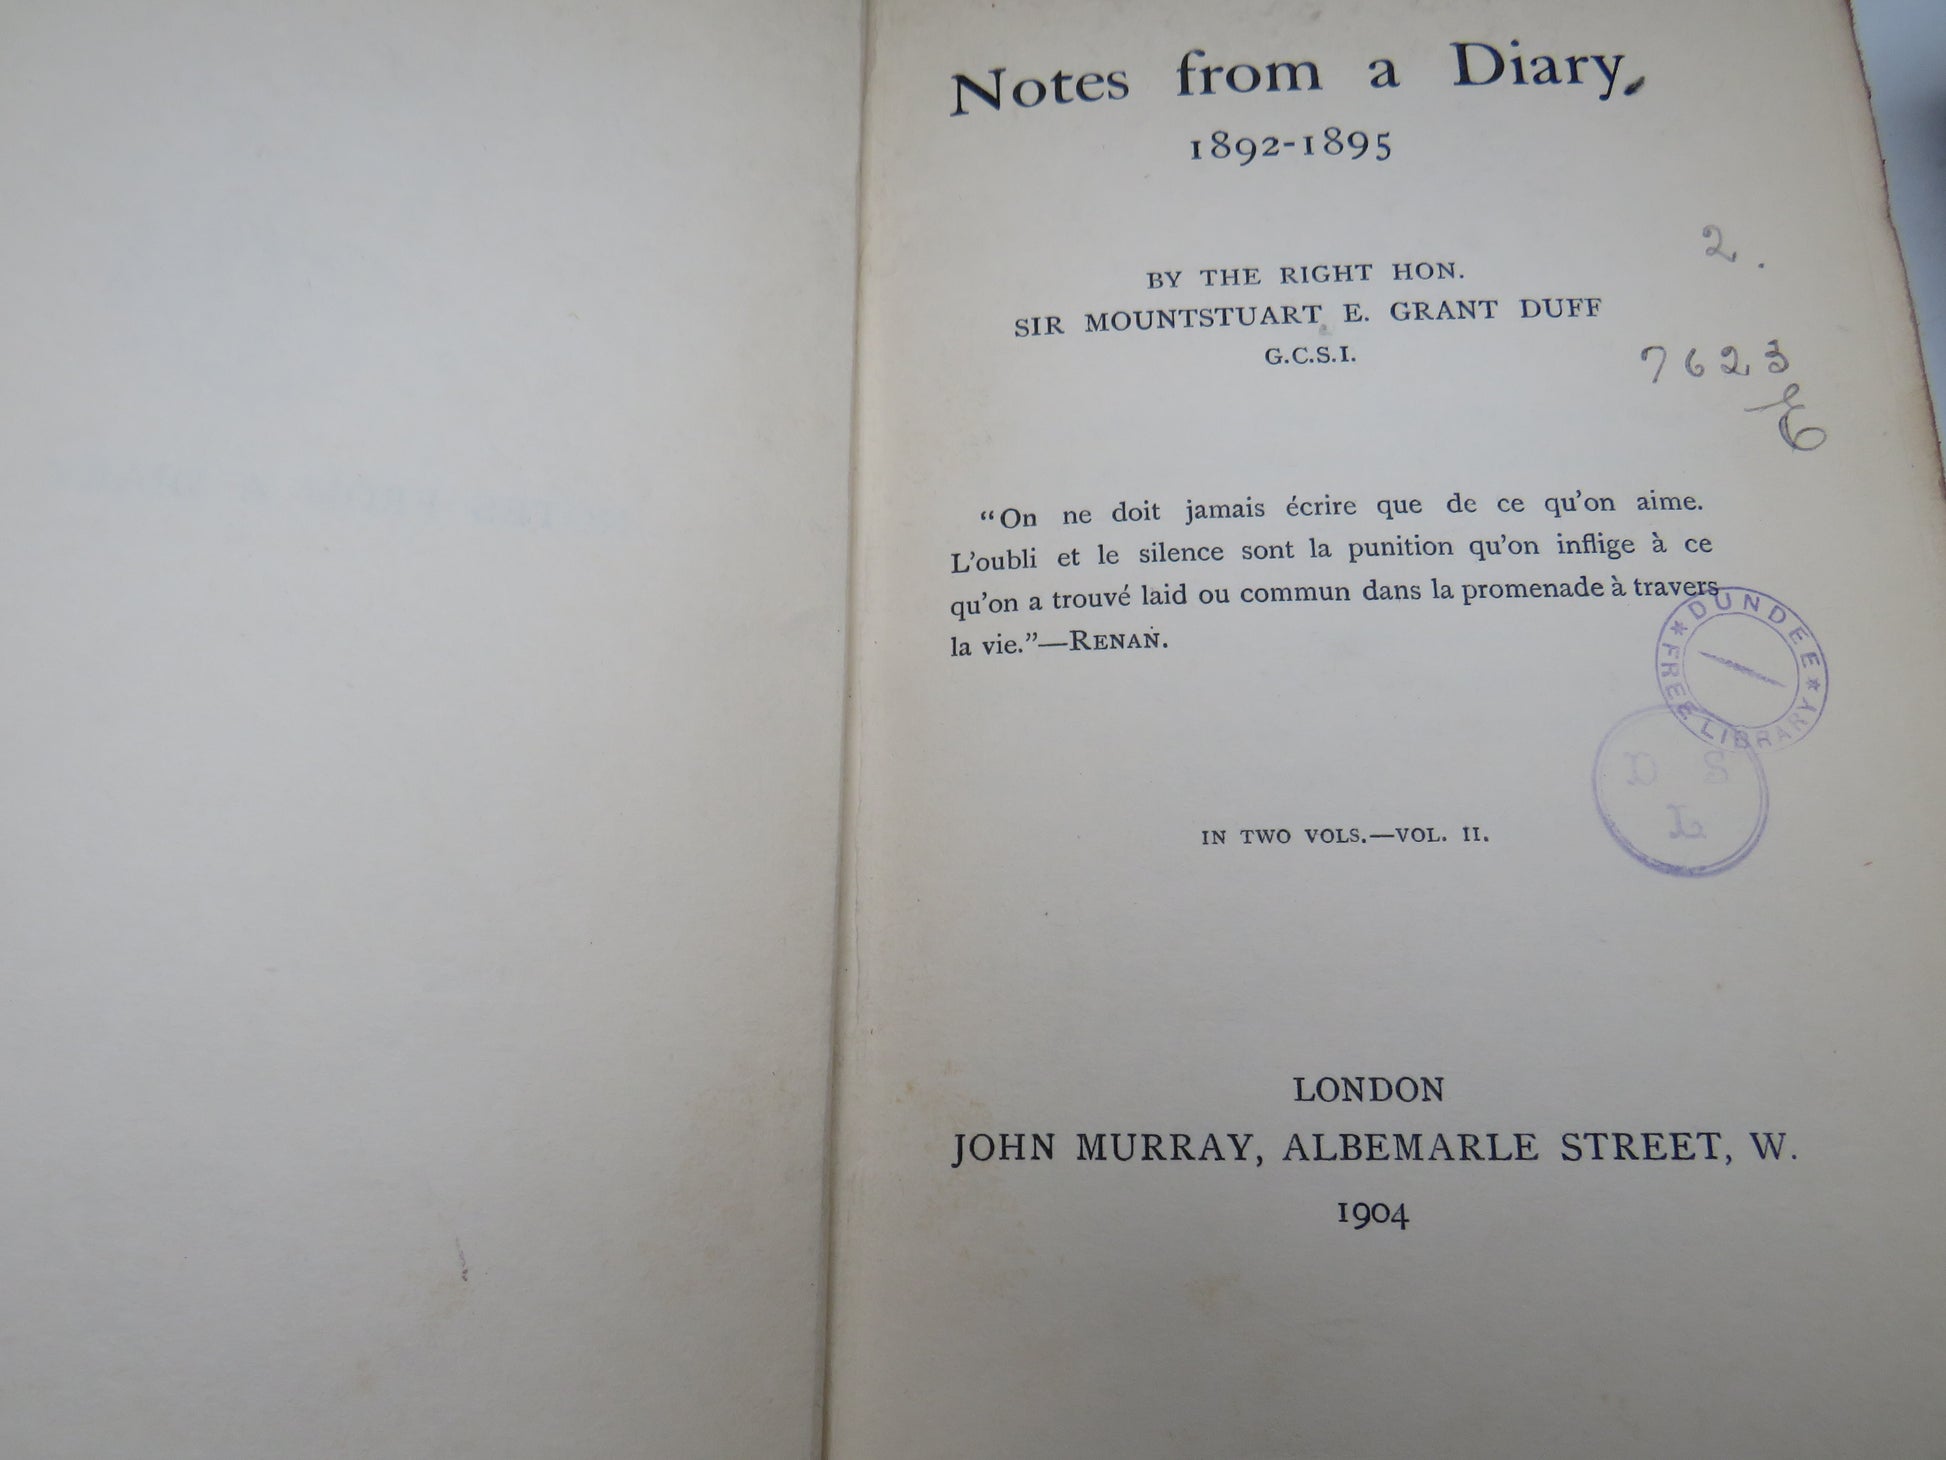 Notes from a Diary,
1892-1895
BY THE RIGHT HON.
SIR MOUNTSTUART E. GRANT DUFF
G.C.S.I.
2.
7623
"On ne doit jamais écrire que de ce qu'on aime.
L'oubli et le silence sont la punition qu'on inflige à ce
qu'on a trouvé laid ou commun dans la promenade à travers
la vie."—RENAN.
DUNDEE
FREE LIBRARY
IN TWO VOLS.—VOL. II.
LONDON
JOHN MURRAY, ALBEMARLE STREET, W.
1904